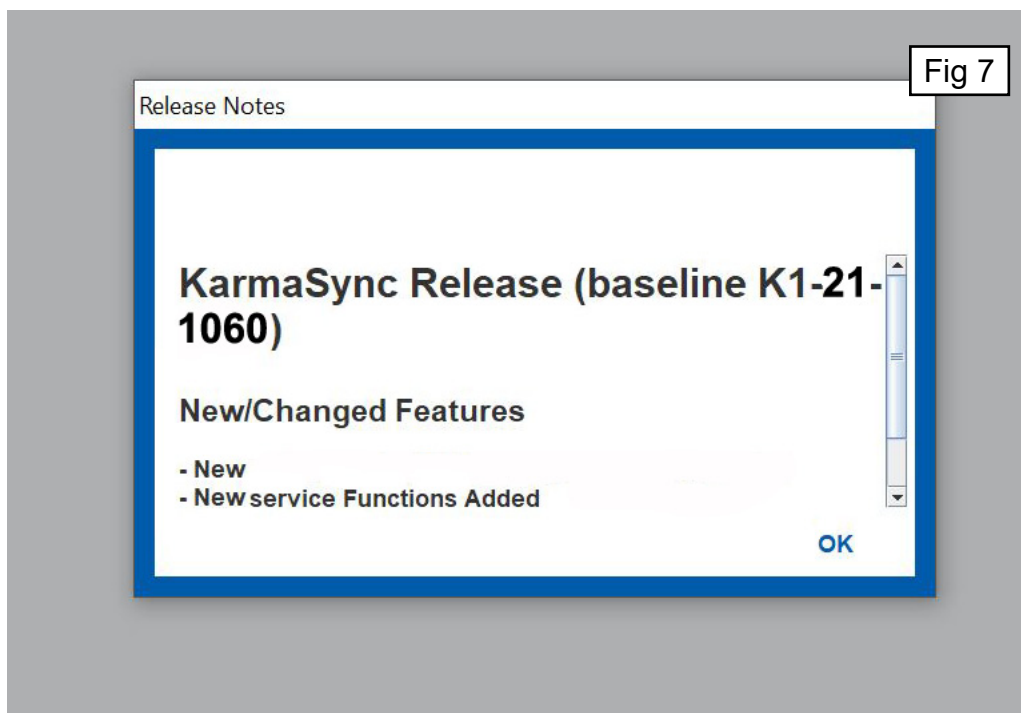 Fig 7
Release Notes
KarmaSync Release (baseline K1-21-
1060)
New/Changed Features
- New
- New service Functions Added
OK